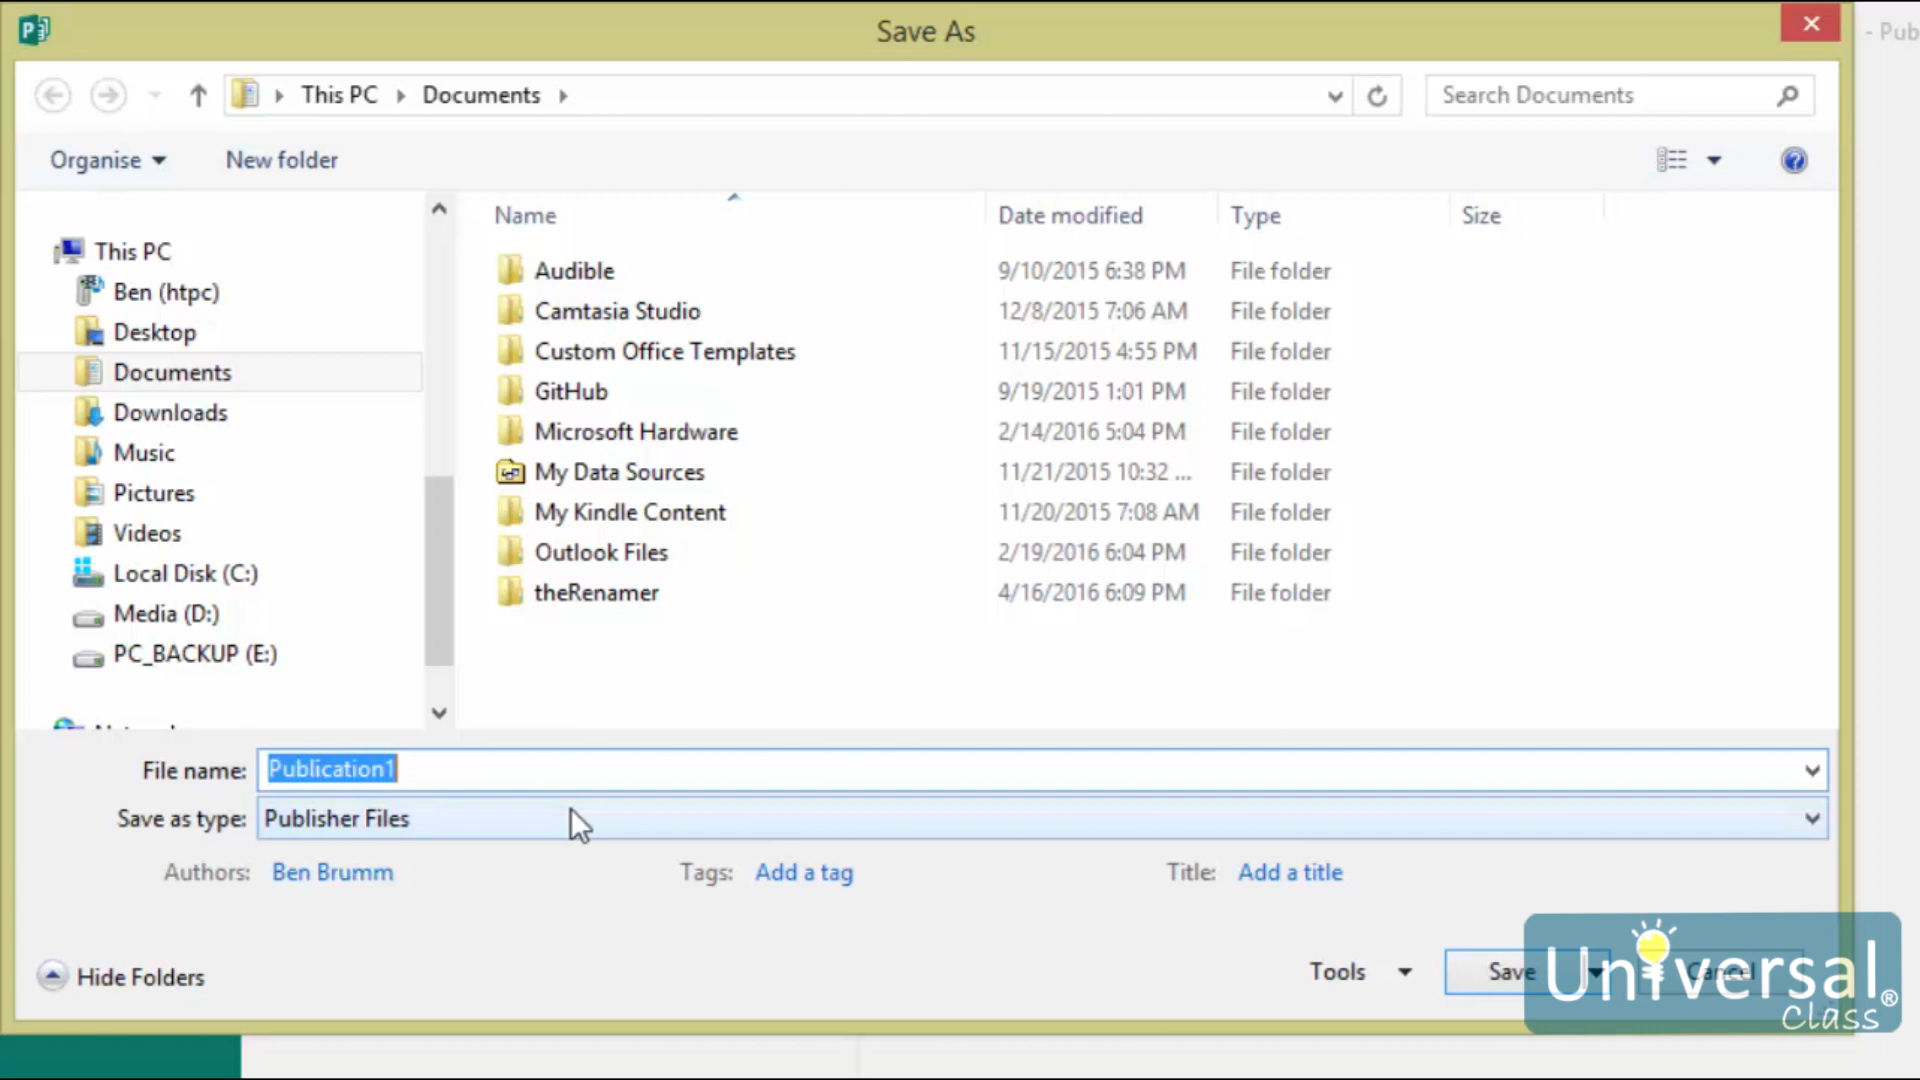 Save As
- Pub
This PC
Documents
Search Documents
Organise
New folder
Name
Date modified
Type
Size
This PC
Ben (htpc)
Desktop
Documents
Downloads
Music
Pictures
Videos
Local Disk (C:)
Media (D:)
PC_BACKUP (E:)
Audible 9/10/2015 6:38 PM File folder
Camtasia Studio 12/8/2015 7:06 AM File folder
Custom Office Templates 11/15/2015 4:55 PM File folder
GitHub 9/19/2015 1:01 PM File folder
Microsoft Hardware 2/14/2016 5:04 PM File folder
My Data Sources 11/21/2015 10:32 ... File folder
My Kindle Content 11/20/2015 7:08 AM File folder
Outlook Files 2/19/2016 6:04 PM File folder
theRenamer 4/16/2016 6:09 PM File folder
File name: Publication1
Save as type: Publisher Files
Authors: Ben Brumm
Tags: Add a tag
Title: Add a title
Hide Folders
Tools
Save
Cancel
Universal®
Class